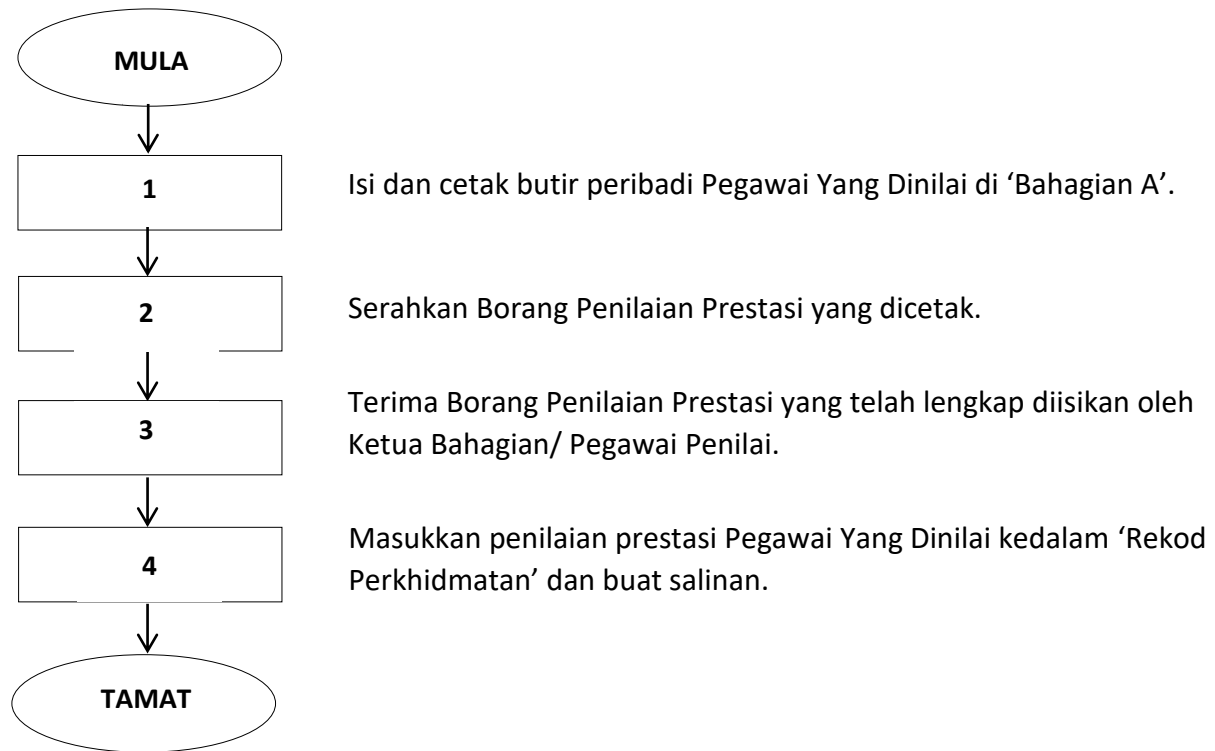 MULA
1
Isi dan cetak butir peribadi Pegawai Yang Dinilai di ‘Bahagian A’.
2
Serahkan Borang Penilaian Prestasi yang dicetak.
3
Terima Borang Penilaian Prestasi yang telah lengkap diisikan oleh
Ketua Bahagian/ Pegawai Penilai.
4
Masukkan penilaian prestasi Pegawai Yang Dinilai kedalam ‘Rekod
Perkhidmatan’ dan buat salinan.
TAMAT